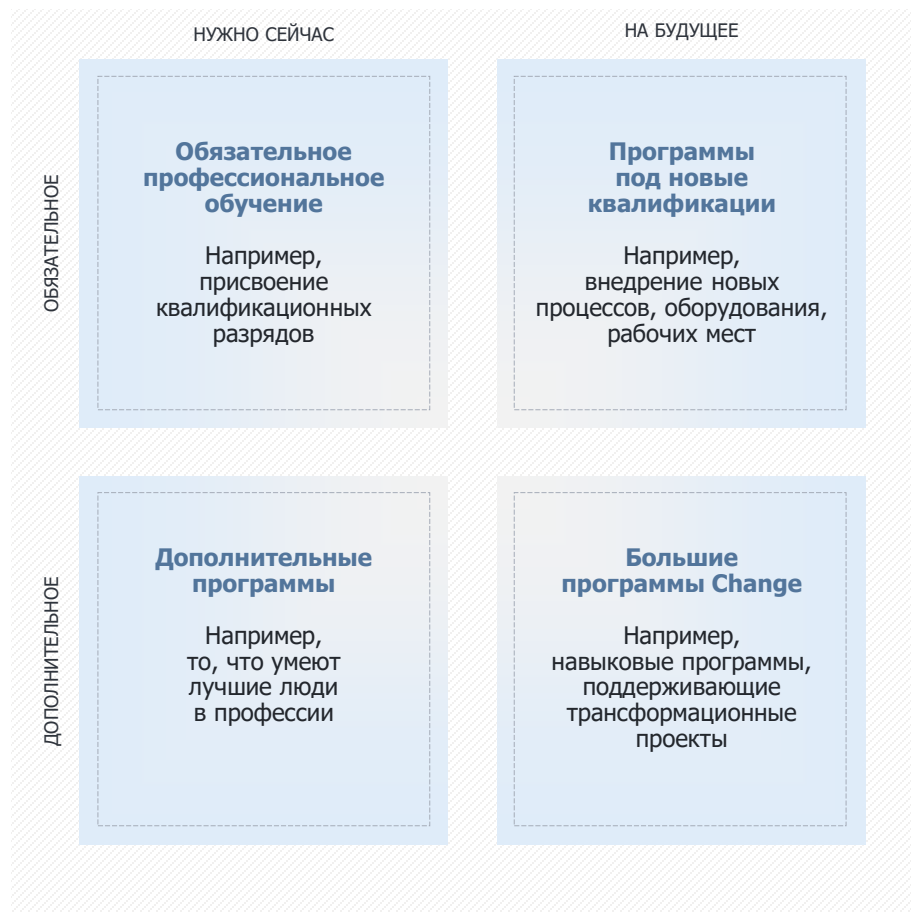 НУЖНО СЕЙЧАС
НА БУДУЩЕЕ
ОБЯЗАТЕЛЬНОЕ
Обязательное
профессиональное
обучение
Например,
присвоение
квалификационных
разрядов
Программы
под новые
квалификации
Например,
внедрение новых
процессов, оборудования,
рабочих мест
ДОПОЛНИТЕЛЬНОЕ
Дополнительные
программы
Например,
то, что умеют
лучшие люди
в профессии
Большие
программы Change
Например,
навыковые программы,
поддерживающие
трансформационные
проекты